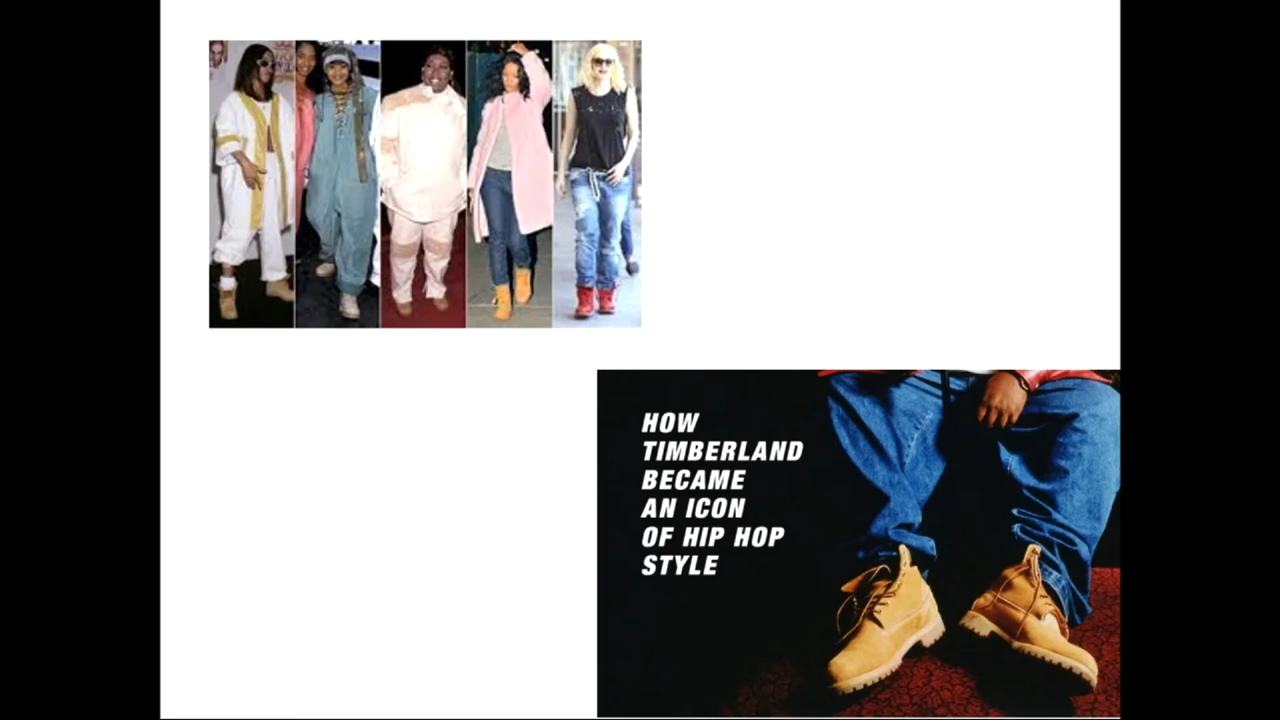 HOW
TIMBERLAND
BECAME
AN ICON
OF HIP HOP
STYLE